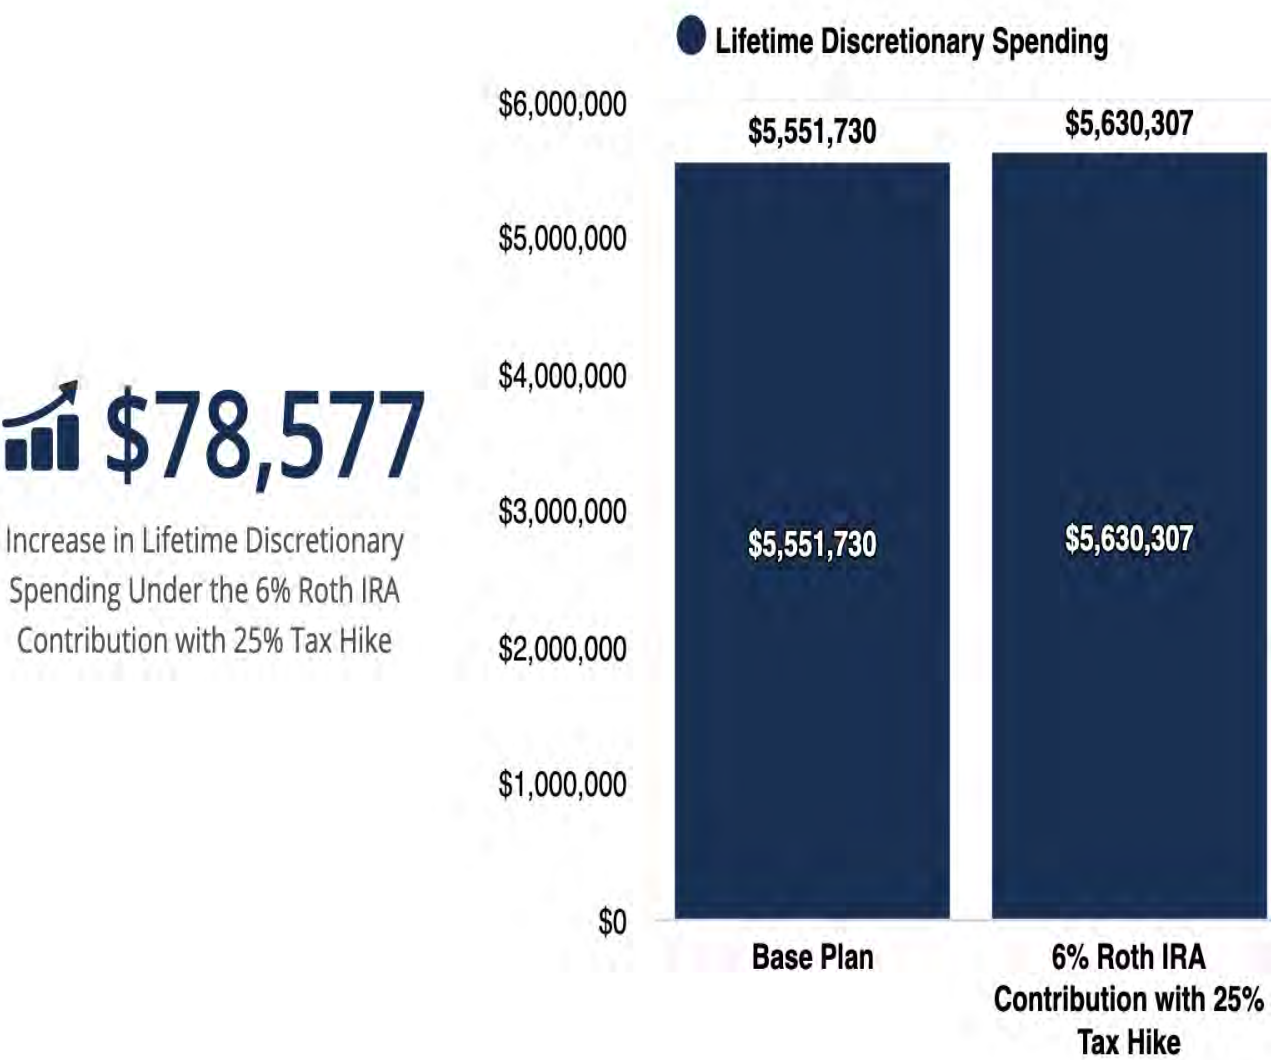 $78,577
Increase in Lifetime Discretionary
Spending Under the 6% Roth IRA
Contribution with 25% Tax Hike
Lifetime Discretionary Spending
$6,000,000
$5,000,000
$4,000,000
$3,000,000
$2,000,000
$1,000,000
$0
$5,551,730
$5,630,307
$5,551,730
$5,630,307
Base Plan
6% Roth IRA
Contribution with 25%
Tax Hike